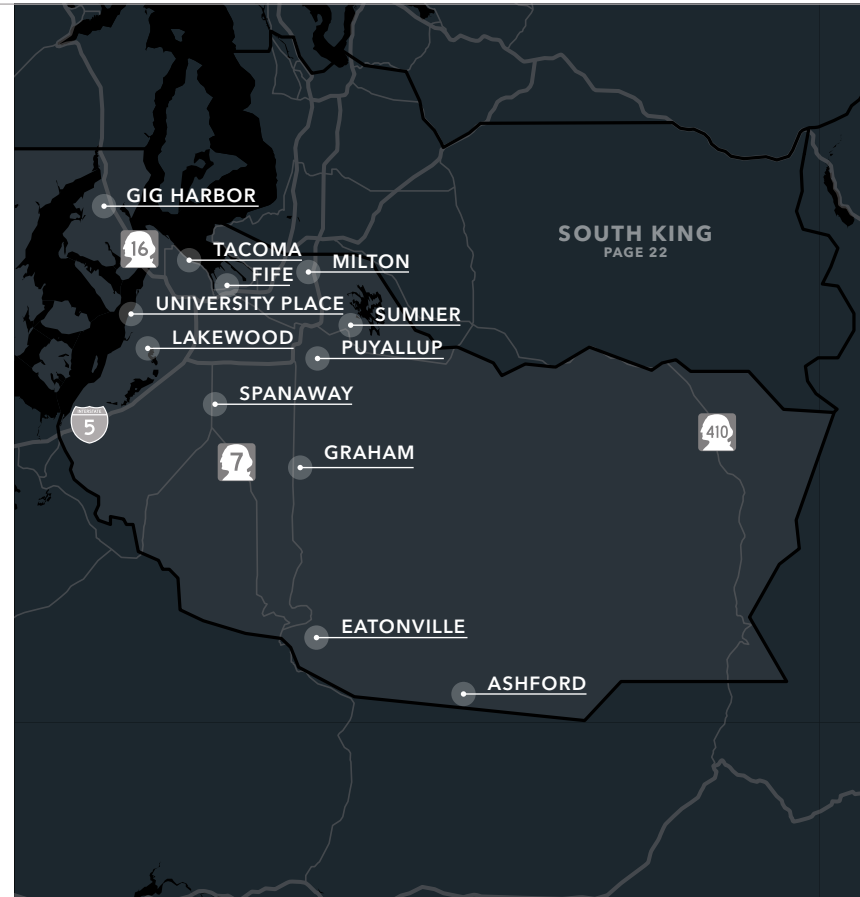 GIG HARBOR
SOUTH KING
PAGE 22
16
TACOMA
MILTON
FIFE
UNIVERSITY PLACE
SUMNER
LAKEWOOD
PUYALLUP
SPANAWAY
INTERSTATE
5
410
7
GRAHAM
EATONVILLE
ASHFORD